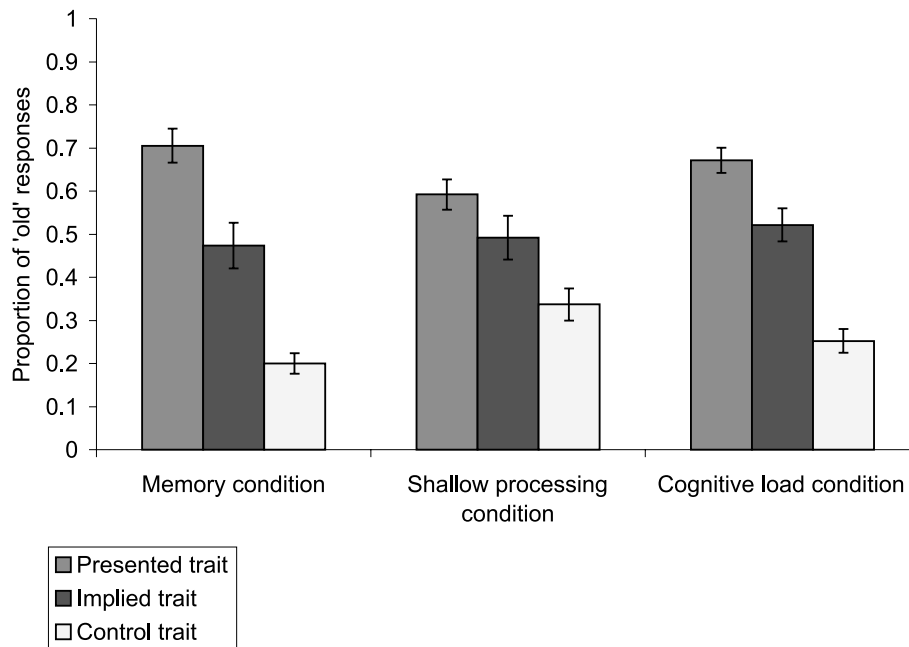 1
0.9
0.8
0.7
0.6
0.5
0.4
0.3
0.2
0.1
0
Proportion of 'old' responses
Memory condition
Shallow processing
condition
Cognitive load condition
Presented trait
Implied trait
Control trait